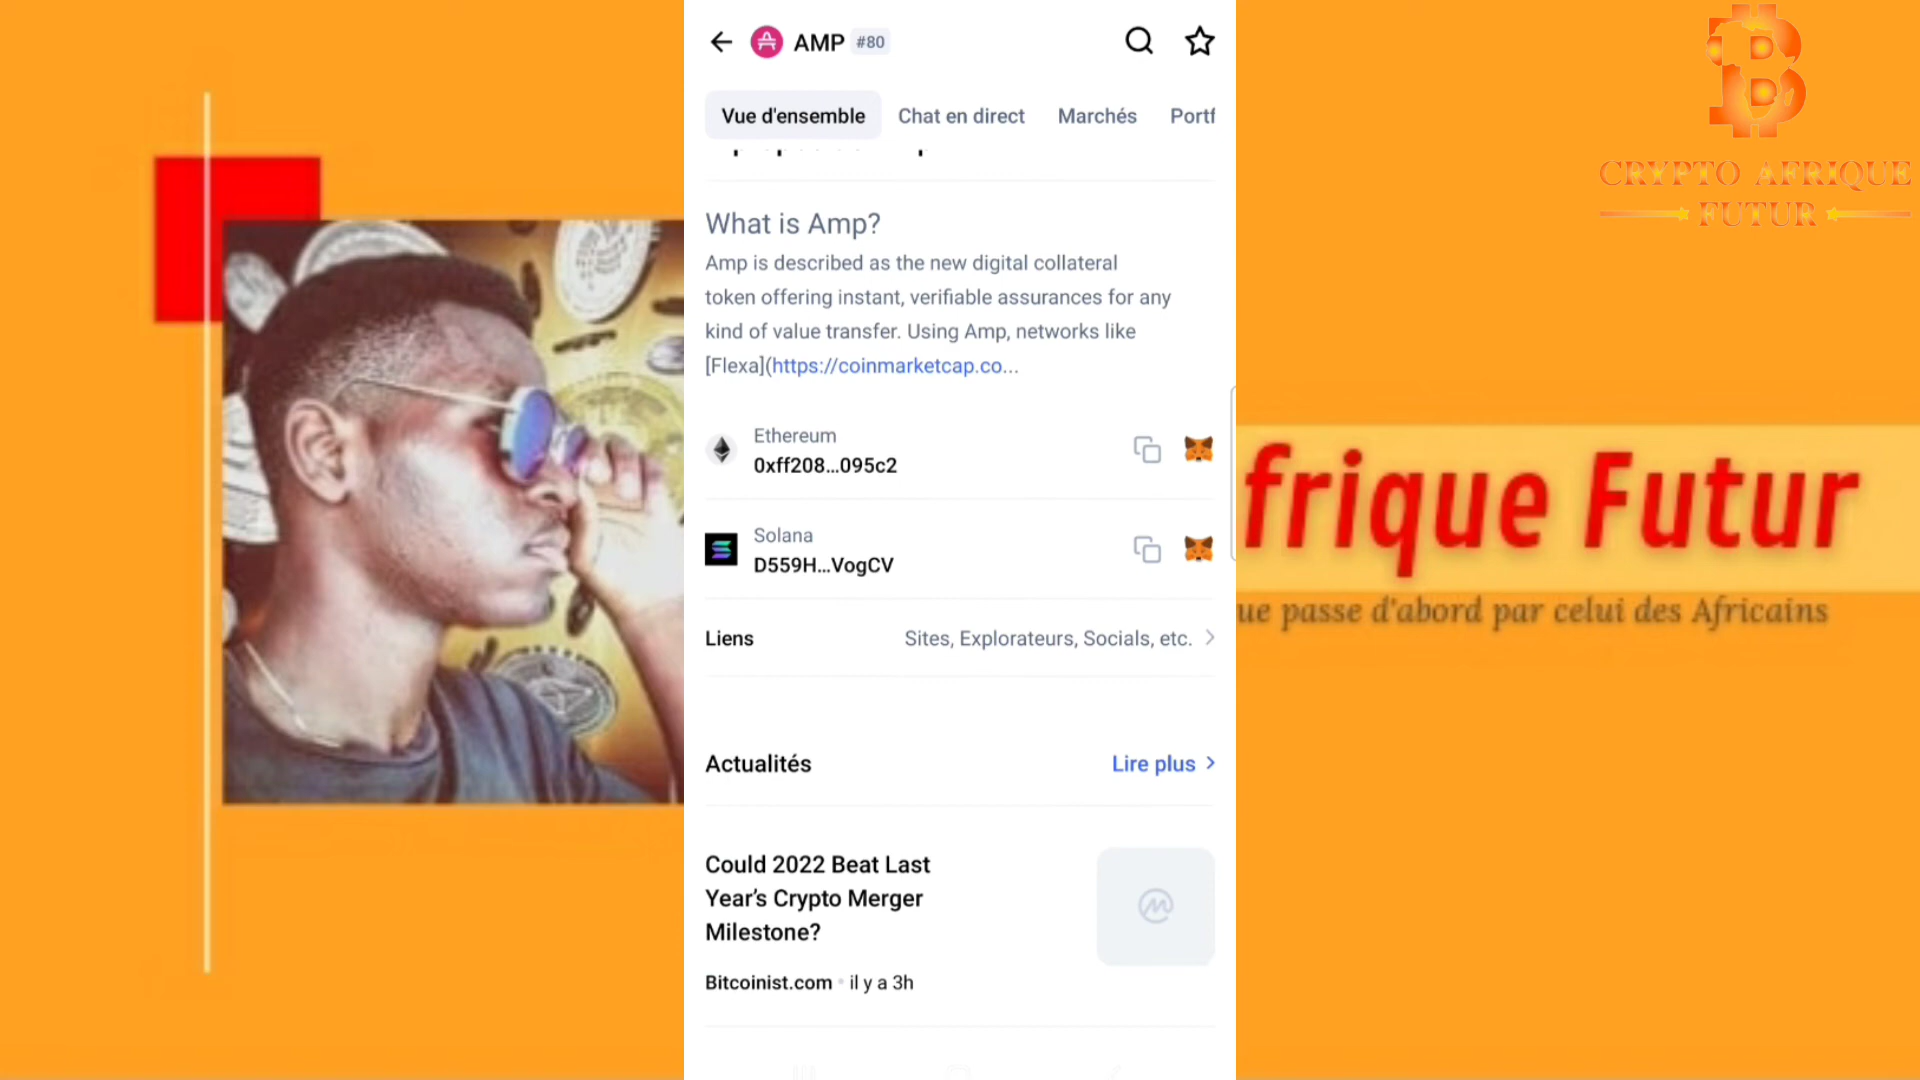 AMP #80
Vue d'ensemble Chat en direct Marchés Portf
What is Amp?
Amp is described as the new digital collateral
token offering instant, verifiable assurances for any
kind of value transfer. Using Amp, networks like
[Flexa](https://coinmarketcap.co...
Ethereum
0xff208...095c2
Solana
D559H...VogCV
Liens Sites, Explorateurs, Socials, etc.
Actualités Lire plus
Could 2022 Beat Last
Year’s Crypto Merger
Milestone?
Bitcoinist.com • il y a 3h
CRYPTO AFRIQUE
FUTUR
frique Futur
ue passe d'abord par celui des Africains